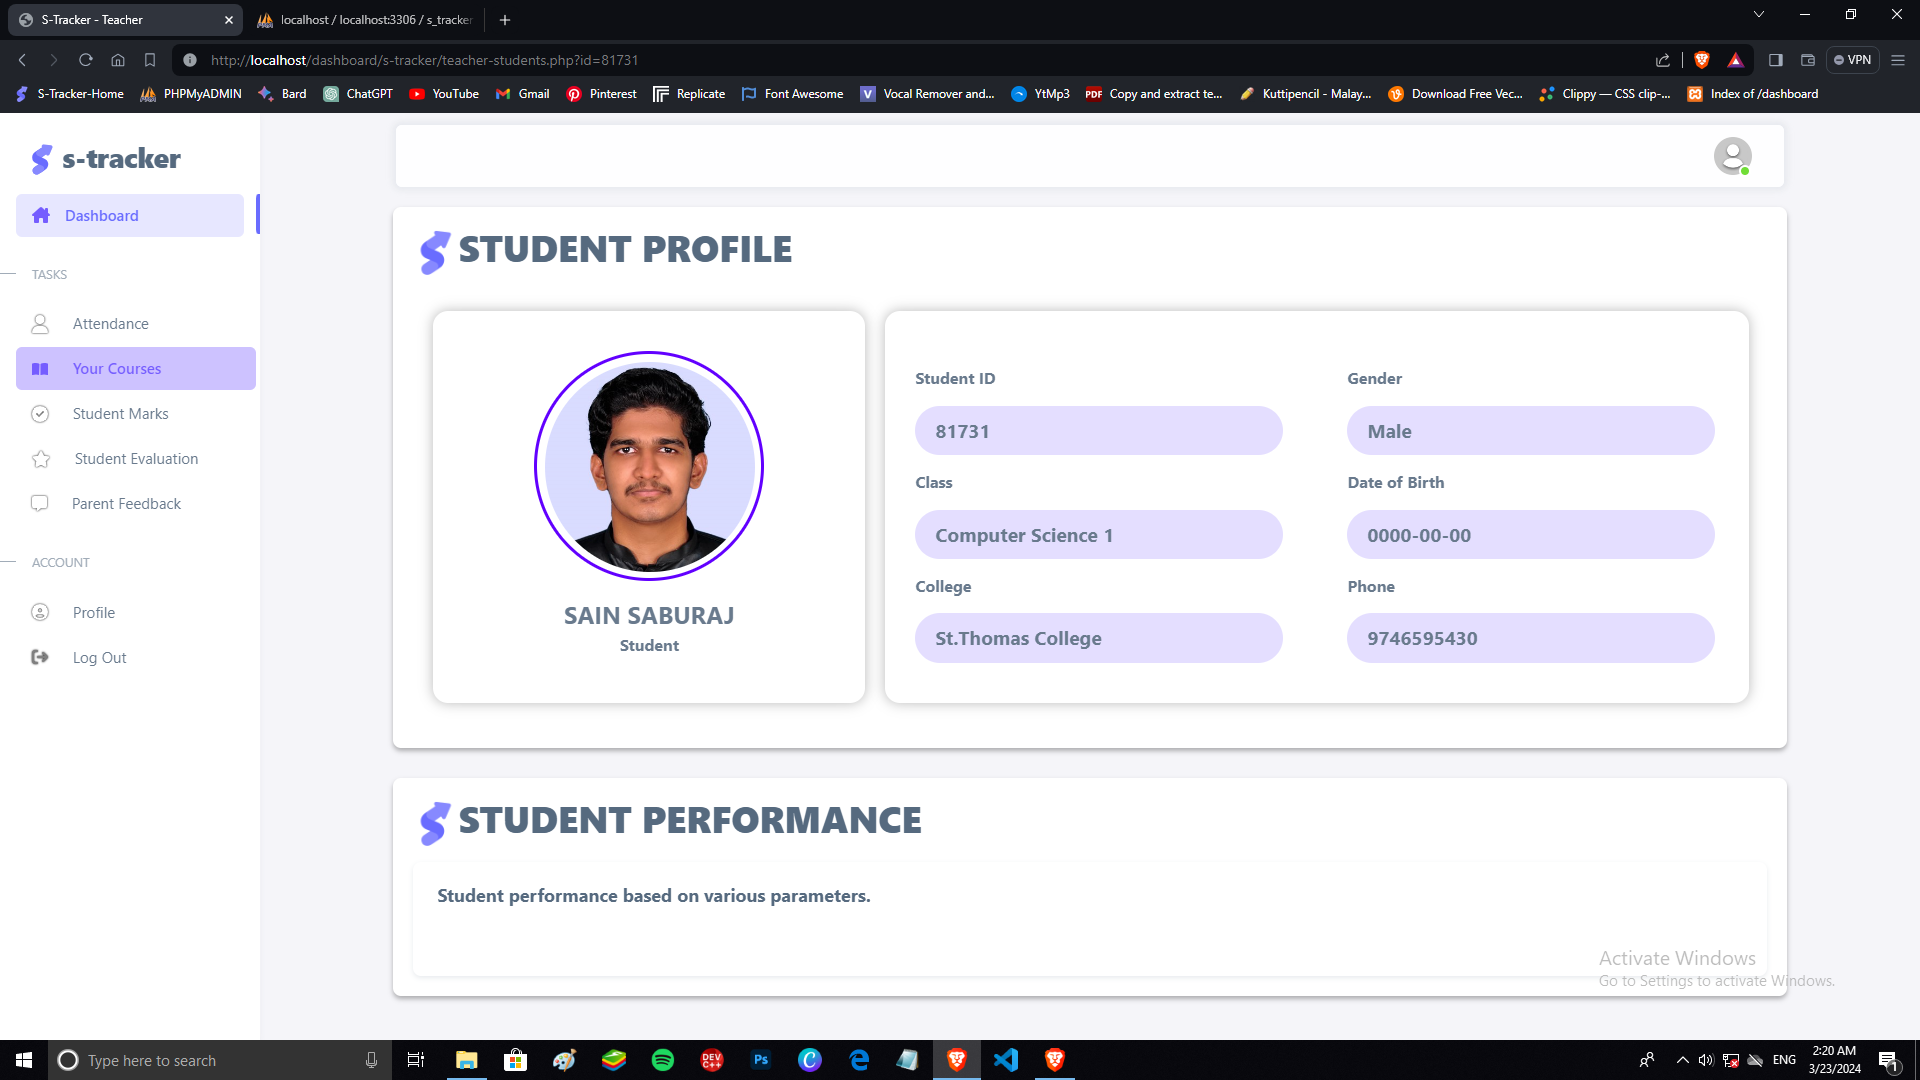 S-Tracker - Teacher
localhost / localhost:3306 / s_tracker
http://localhost/dashboard/s-tracker/teacher-students.php?id=81731
VPN
S-Tracker-Home PHPMyADMIN Bard ChatGPT YouTube Gmail Pinterest Replicate Font Awesome Vocal Remover and... YtMp3 Copy and extract te... Kuttipencil - Malay... Download Free Vec... Clippy — CSS clip-... Index of /dashboard
s-tracker
Dashboard
TASKS
Attendance
Your Courses
Student Marks
Student Evaluation
Parent Feedback
ACCOUNT
Profile
Log Out
STUDENT PROFILE
SAIN SABURAJ
Student
Student ID
81731
Gender
Male
Class
Computer Science 1
Date of Birth
0000-00-00
College
St.Thomas College
Phone
9746595430
STUDENT PERFORMANCE
Student performance based on various parameters.
Activate Windows
Go to Settings to activate Windows.
Type here to search
ENG
2:20 AM
3/23/2024
1